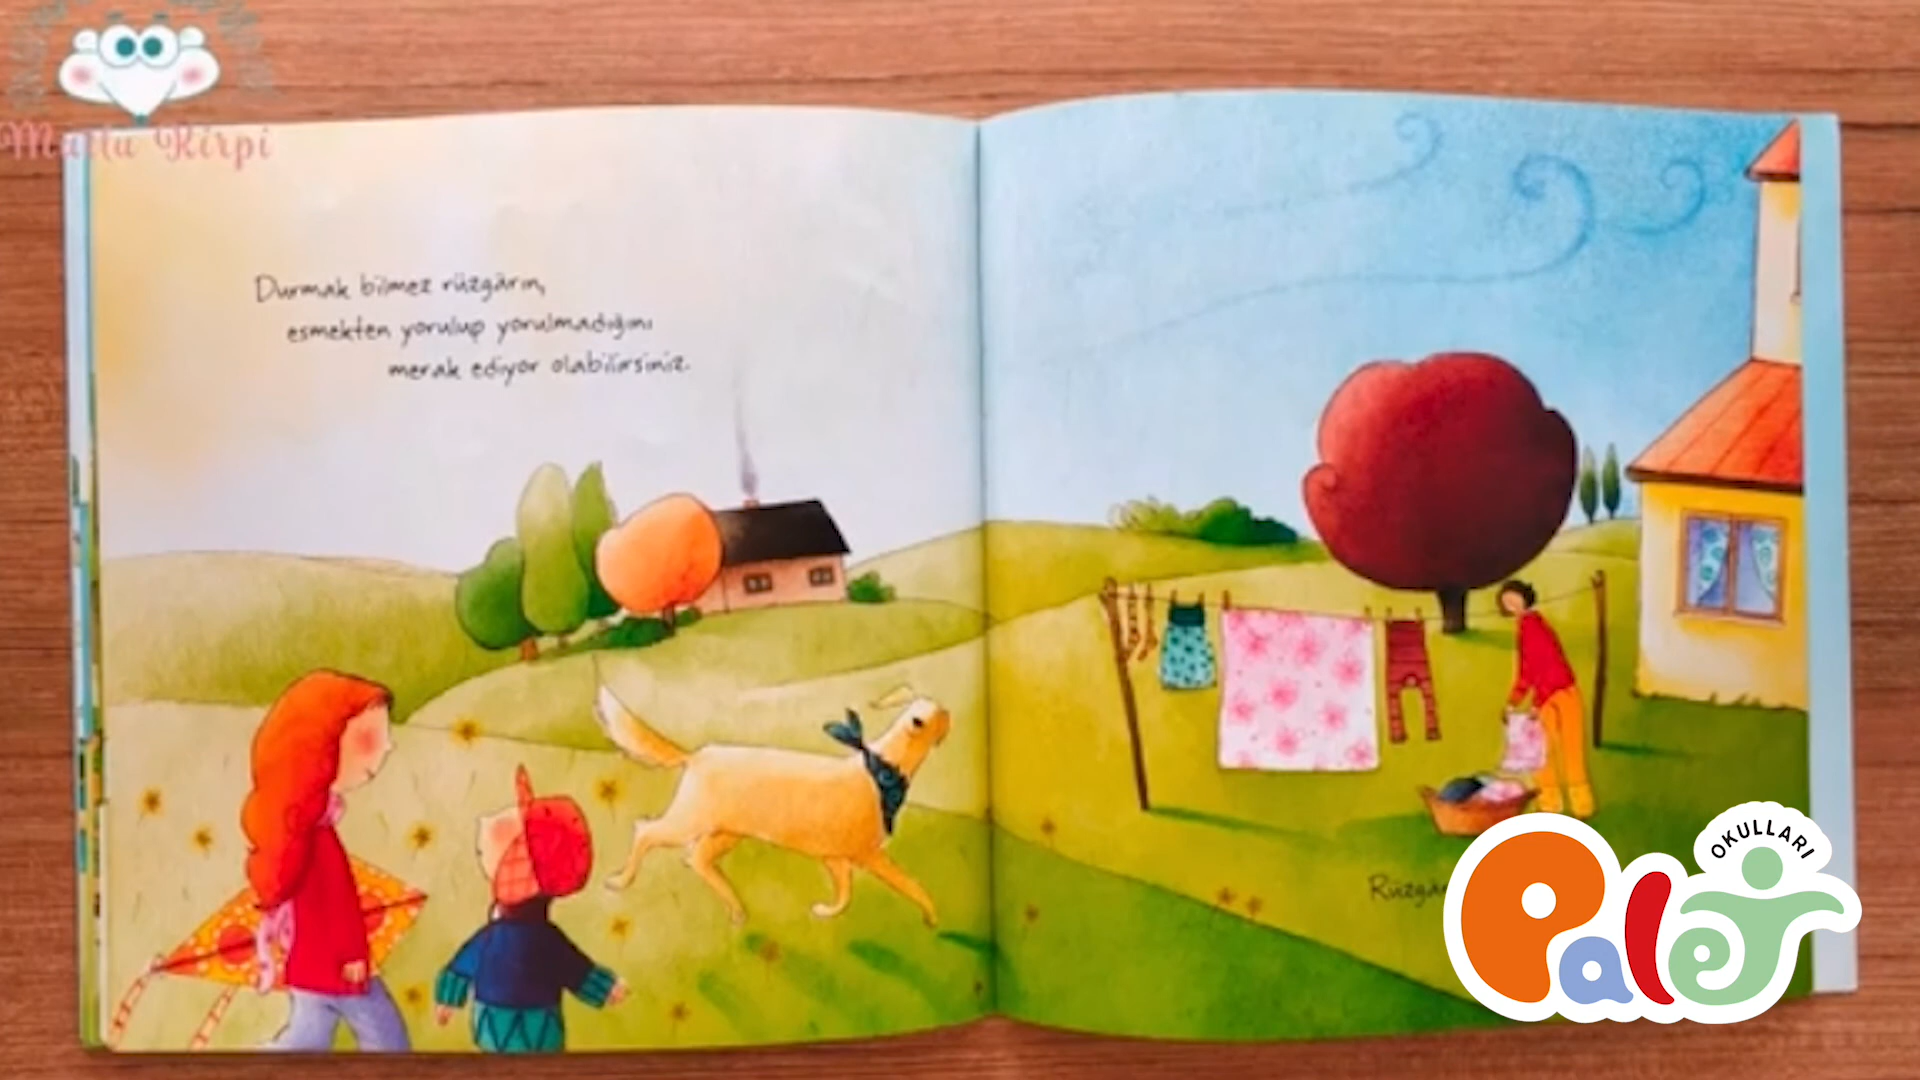 Mutlu Kirpi
Durmak bilmez rüzgârın,
esmekten yorulup yorulmadığını
merak ediyor olabilirsiniz.
OKULLARI
Palet